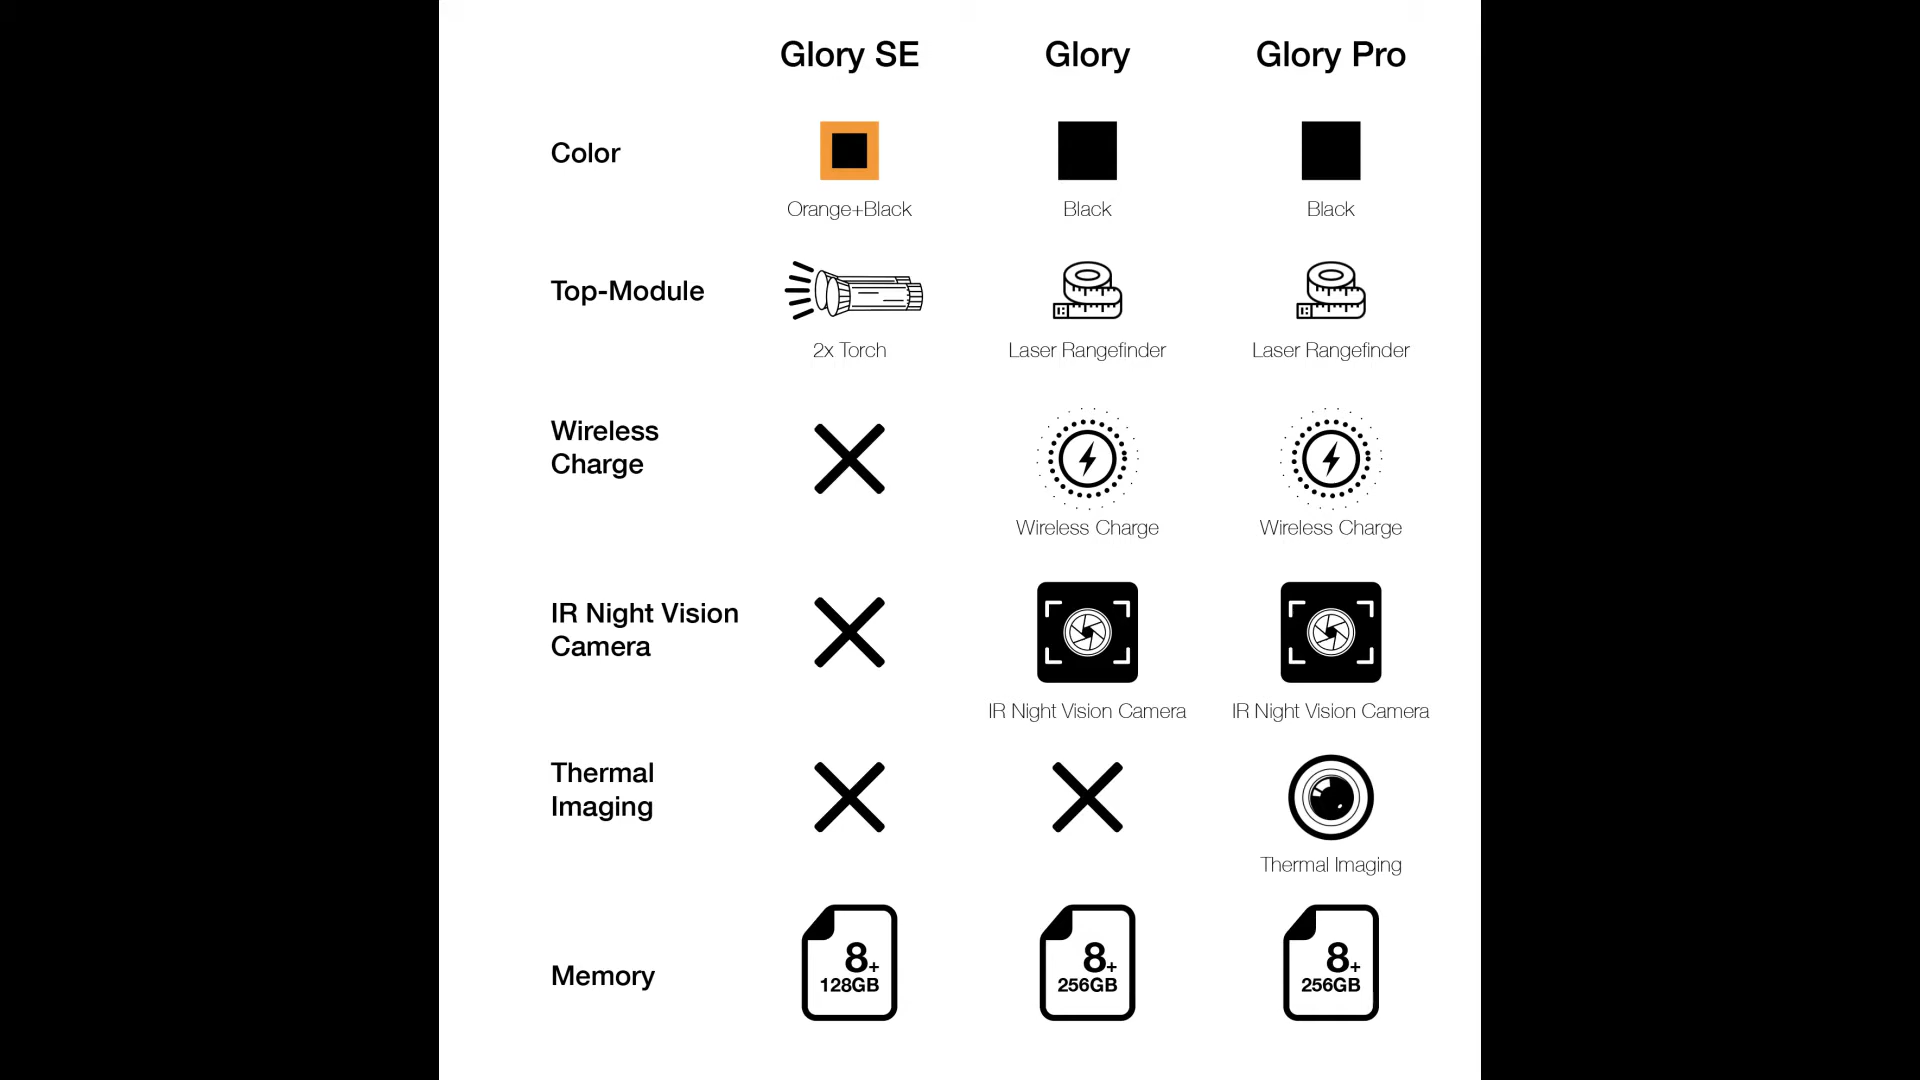 Glory SE Glory Glory Pro
Color
Orange+Black Black Black
Top-Module
2x Torch Laser Rangefinder Laser Rangefinder
Wireless
Charge
Wireless Charge Wireless Charge
IR Night Vision
Camera
IR Night Vision Camera IR Night Vision Camera
Thermal
Imaging
Thermal Imaging
Memory
8+ 8+ 8+
128GB 256GB 256GB